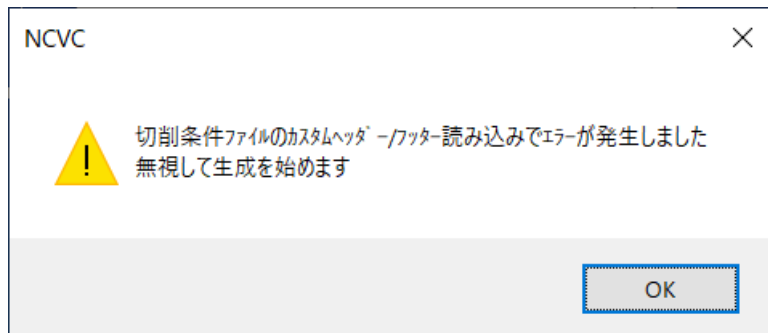 NCVC
切削条件ﾌｧｲﾙのｶｽﾀﾑﾍｯﾀﾞｰ/ﾌｯﾀｰ読み込みでｴﾗｰが発生しました
無視して生成を始めます
OK